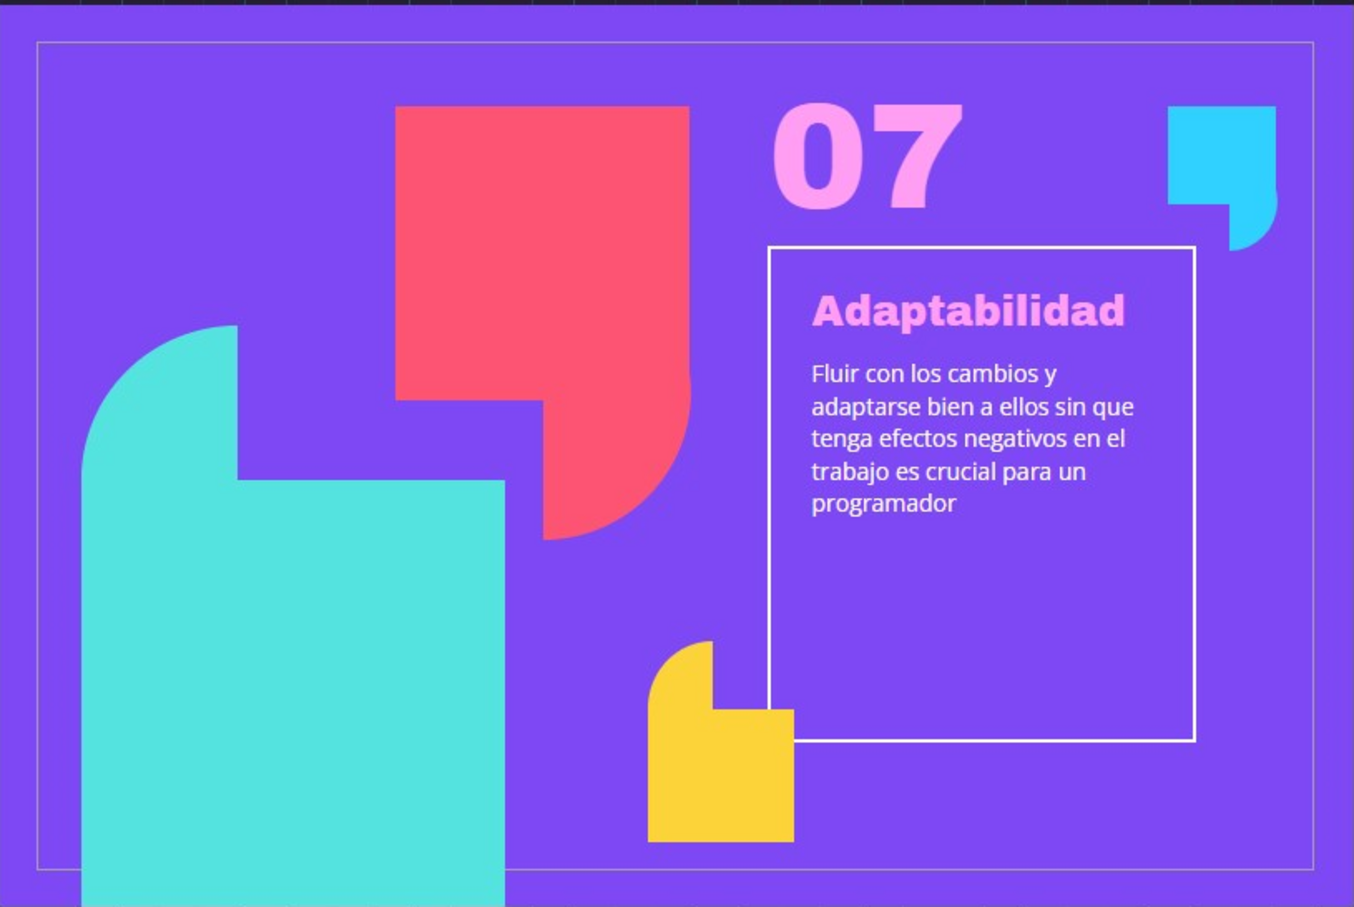 07
Adaptabilidad
Fluir con los cambios y
adaptarse bien a ellos sin que
tenga efectos negativos en el
trabajo es crucial para un
programador